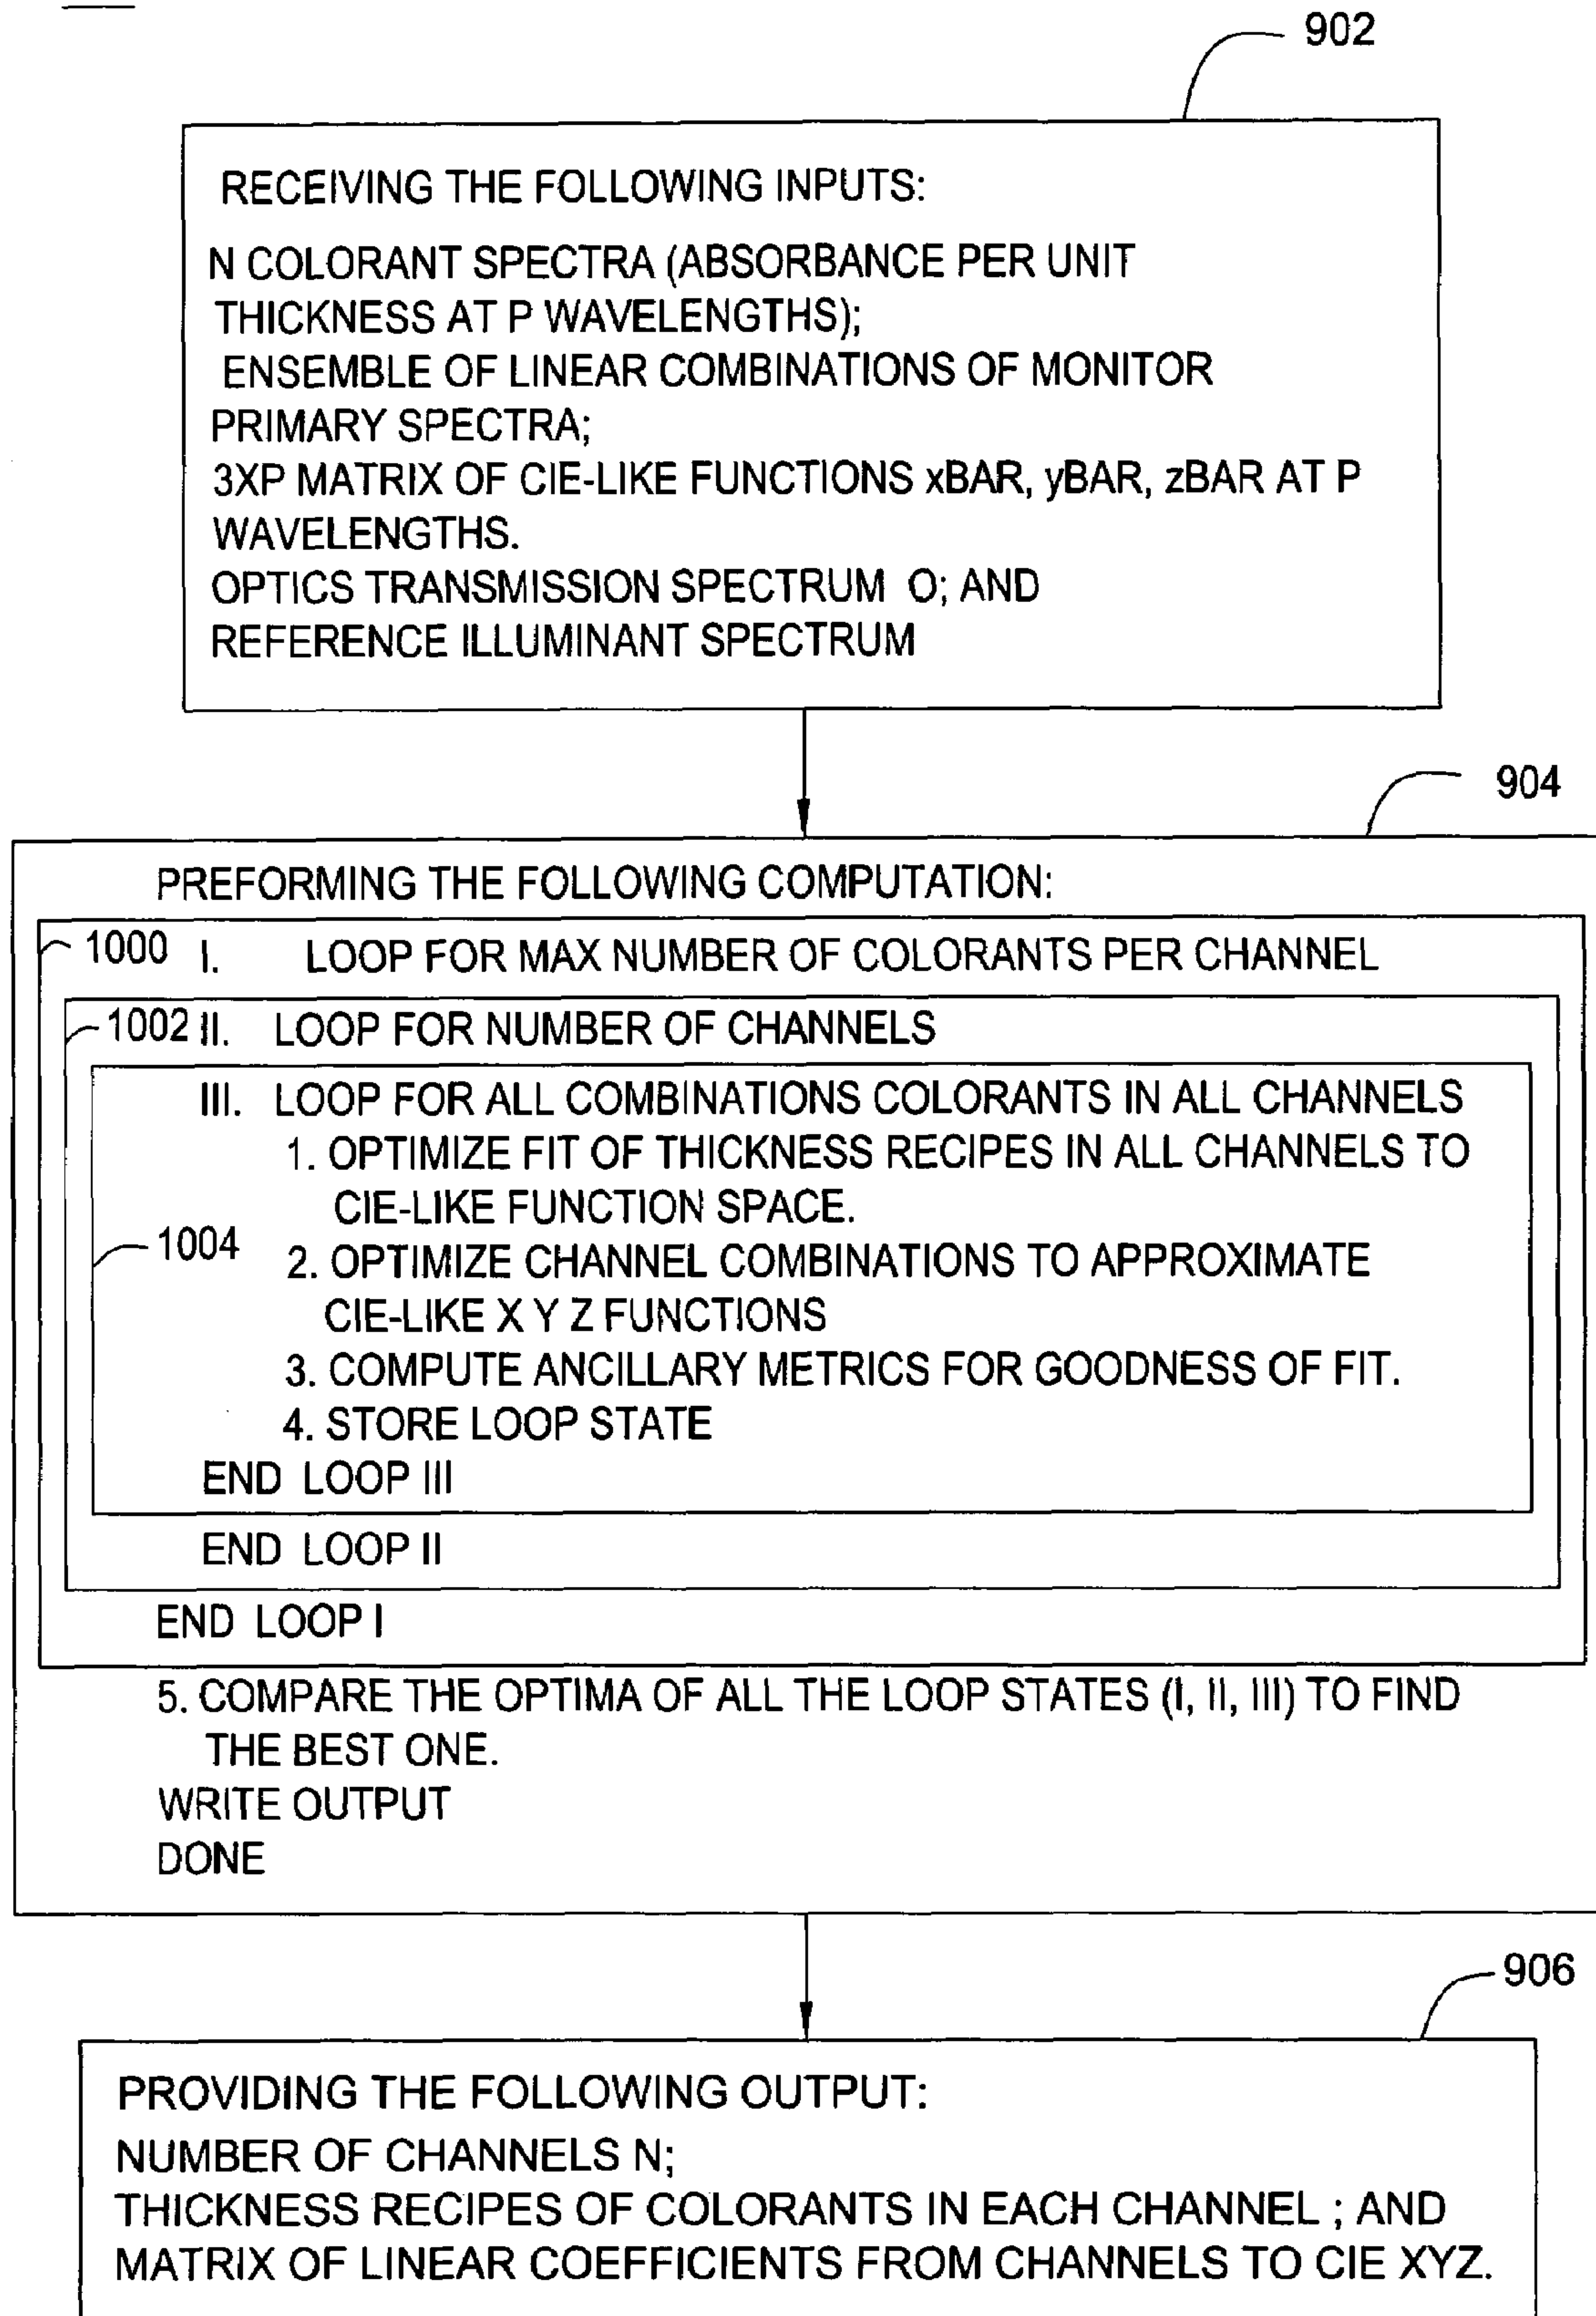 902
RECEIVING THE FOLLOWING INPUTS:
N COLORANT SPECTRA (ABSORBANCE PER UNIT
THICKNESS AT P WAVELENGTHS);
ENSEMBLE OF LINEAR COMBINATIONS OF MONITOR
PRIMARY SPECTRA;
3XP MATRIX OF CIE-LIKE FUNCTIONS xBAR, yBAR, zBAR AT P
WAVELENGTHS.
OPTICS TRANSMISSION SPECTRUM O; AND
REFERENCE ILLUMINANT SPECTRUM
904
PREFORMING THE FOLLOWING COMPUTATION:
1000 I. LOOP FOR MAX NUMBER OF COLORANTS PER CHANNEL
1002 II. LOOP FOR NUMBER OF CHANNELS
III. LOOP FOR ALL COMBINATIONS COLORANTS IN ALL CHANNELS
1. OPTIMIZE FIT OF THICKNESS RECIPES IN ALL CHANNELS TO
CIE-LIKE FUNCTION SPACE.
1004 2. OPTIMIZE CHANNEL COMBINATIONS TO APPROXIMATE
CIE-LIKE X Y Z FUNCTIONS
3. COMPUTE ANCILLARY METRICS FOR GOODNESS OF FIT.
4. STORE LOOP STATE
END LOOP III
END LOOP II
END LOOP I
5. COMPARE THE OPTIMA OF ALL THE LOOP STATES (I, II, III) TO FIND
THE BEST ONE.
WRITE OUTPUT
DONE
906
PROVIDING THE FOLLOWING OUTPUT:
NUMBER OF CHANNELS N;
THICKNESS RECIPES OF COLORANTS IN EACH CHANNEL ; AND
MATRIX OF LINEAR COEFFICIENTS FROM CHANNELS TO CIE XYZ.